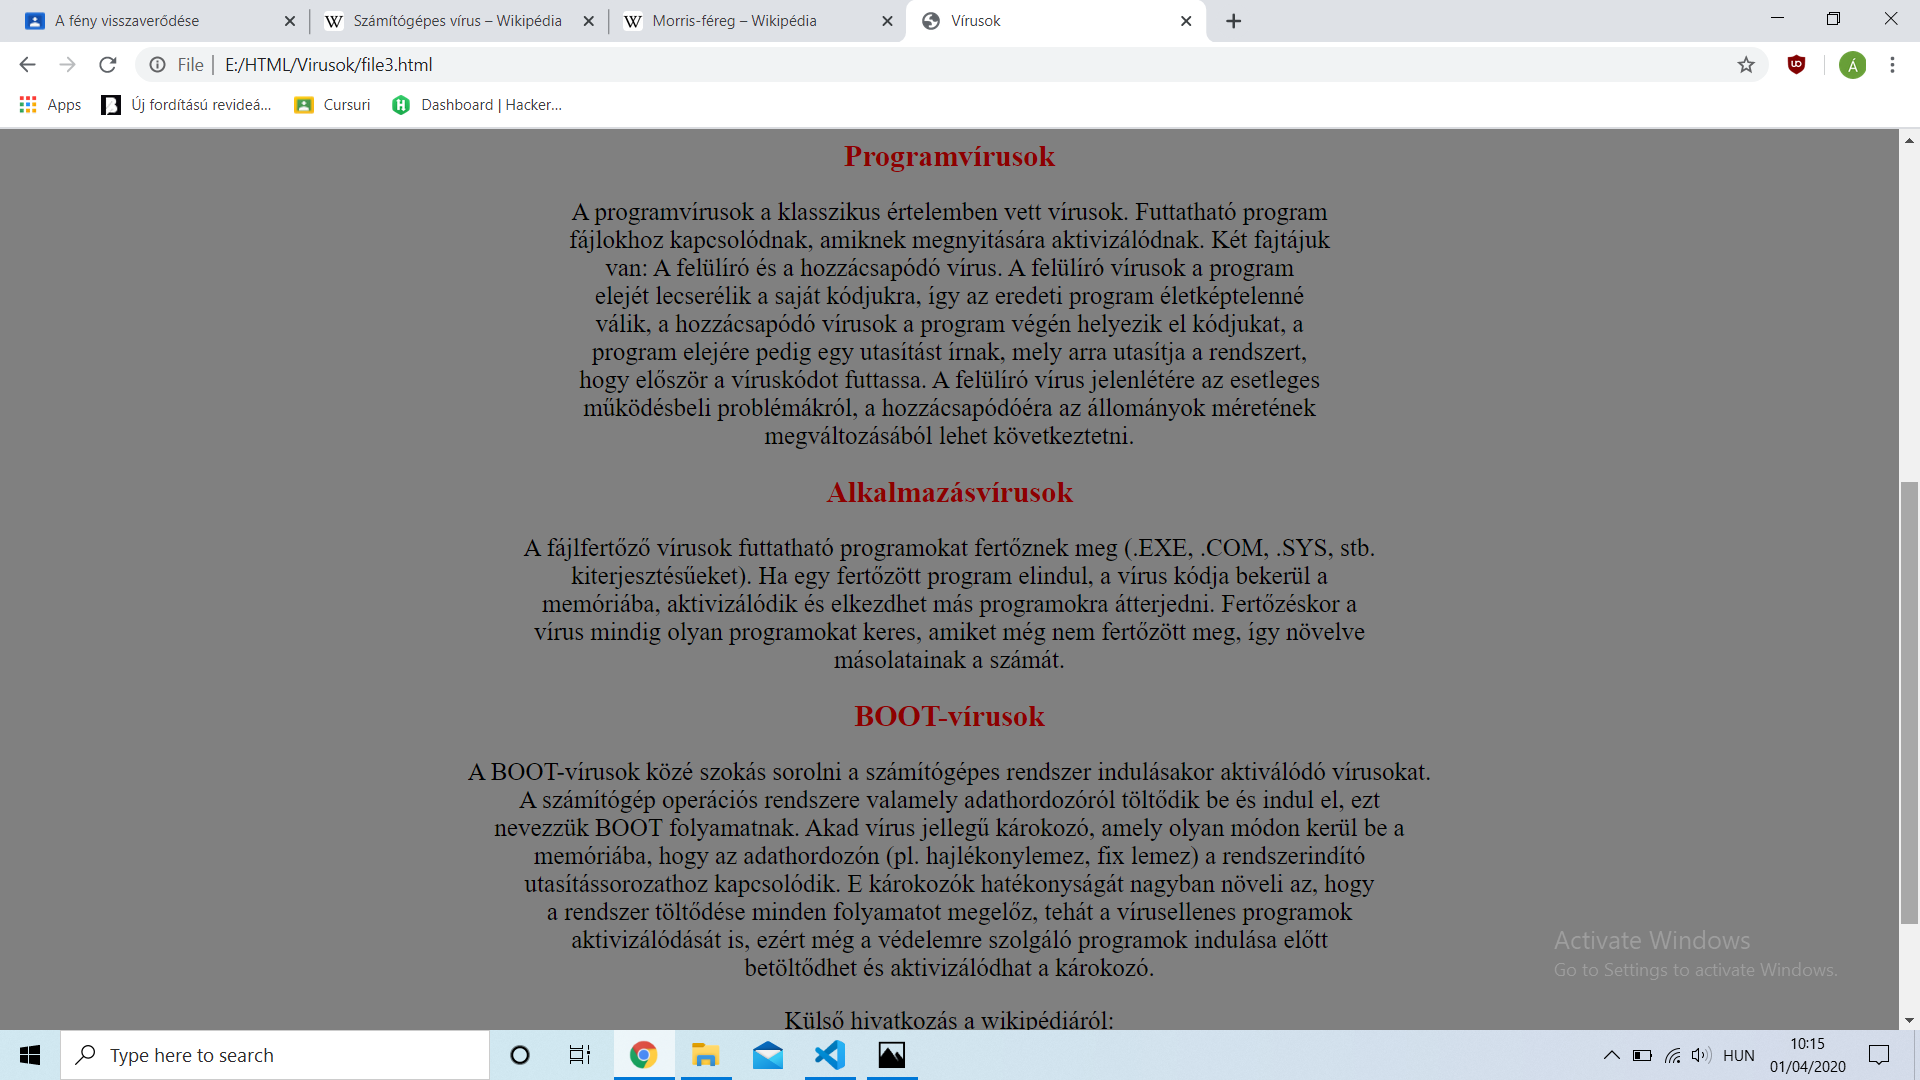 A fény visszaverődése
Számítógépes vírus – Wikipédia
Morris-féreg – Wikipédia
Vírusok
File
E:/HTML/Virusok/file3.html
Á
Apps
Új fordítású revideá...
Cursuri
Dashboard | Hacker...
Programvírusok
A programvírusok a klasszikus értelemben vett vírusok. Futtatható program
fájlokhoz kapcsolódnak, amiknek megnyitására aktivizálódnak. Két fajtájuk
van: A felülíró és a hozzácsapódó vírus. A felülíró vírusok a program
elejét lecserélik a saját kódjukra, így az eredeti program életképtelenné
válik, a hozzácsapódó vírusok a program végén helyezik el kódjukat, a
program elejére pedig egy utasítást írnak, mely arra utasítja a rendszert,
hogy először a víruskódot futtassa. A felülíró vírus jelenlétére az esetleges
működésbeli problémákról, a hozzácsapódóéra az állományok méretének
megváltozásából lehet következtetni.
Alkalmazásvírusok
A fájlfertőző vírusok futtatható programokat fertőznek meg (.EXE, .COM, .SYS, stb.
kiterjesztésűeket). Ha egy fertőzött program elindul, a vírus kódja bekerül a
memóriába, aktivizálódik és elkezdhet más programokra átterjedni. Fertőzéskor a
vírus mindig olyan programokat keres, amiket még nem fertőzött meg, így növelve
másolatainak a számát.
BOOT-vírusok
A BOOT-vírusok közé szokás sorolni a számítógépes rendszer indulásakor aktiválódó vírusokat.
A számítógép operációs rendszere valamely adathordozóról töltődik be és indul el, ezt
nevezzük BOOT folyamatnak. Akad vírus jellegű károkozó, amely olyan módon kerül be a
memóriába, hogy az adathordozón (pl. hajlékonylemez, fix lemez) a rendszerindító
utasítássorozathoz kapcsolódik. E károkozók hatékonyságát nagyban növeli az, hogy
a rendszer töltődése minden folyamatot megelőz, tehát a vírusellenes programok
aktivizálódását is, ezért még a védelemre szolgáló programok indulása előtt
betöltődhet és aktivizálódhat a károkozó.
Külső hivatkozás a wikipédiáról:
Activate Windows
Go to Settings to activate Windows.
Type here to search
HUN
10:15
01/04/2020